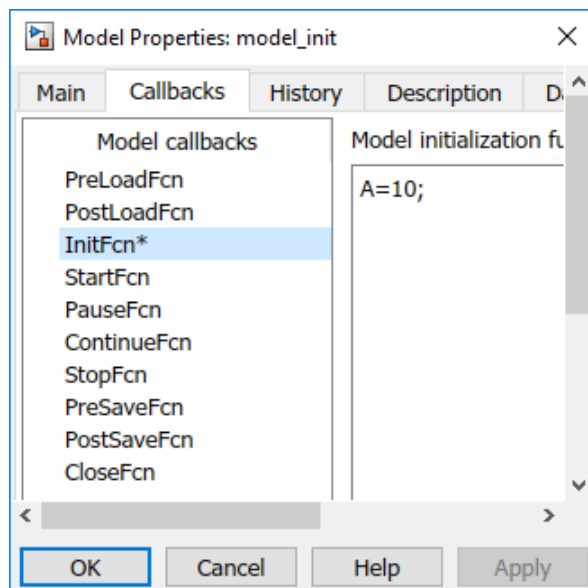 Model Properties: model_init
Main Callbacks History Description
Model callbacks
PreLoadFcn
PostLoadFcn
InitFcn*
StartFcn
PauseFcn
ContinueFcn
StopFcn
PreSaveFcn
PostSaveFcn
CloseFcn
Model initialization fu
A=10;
OK Cancel Help Apply